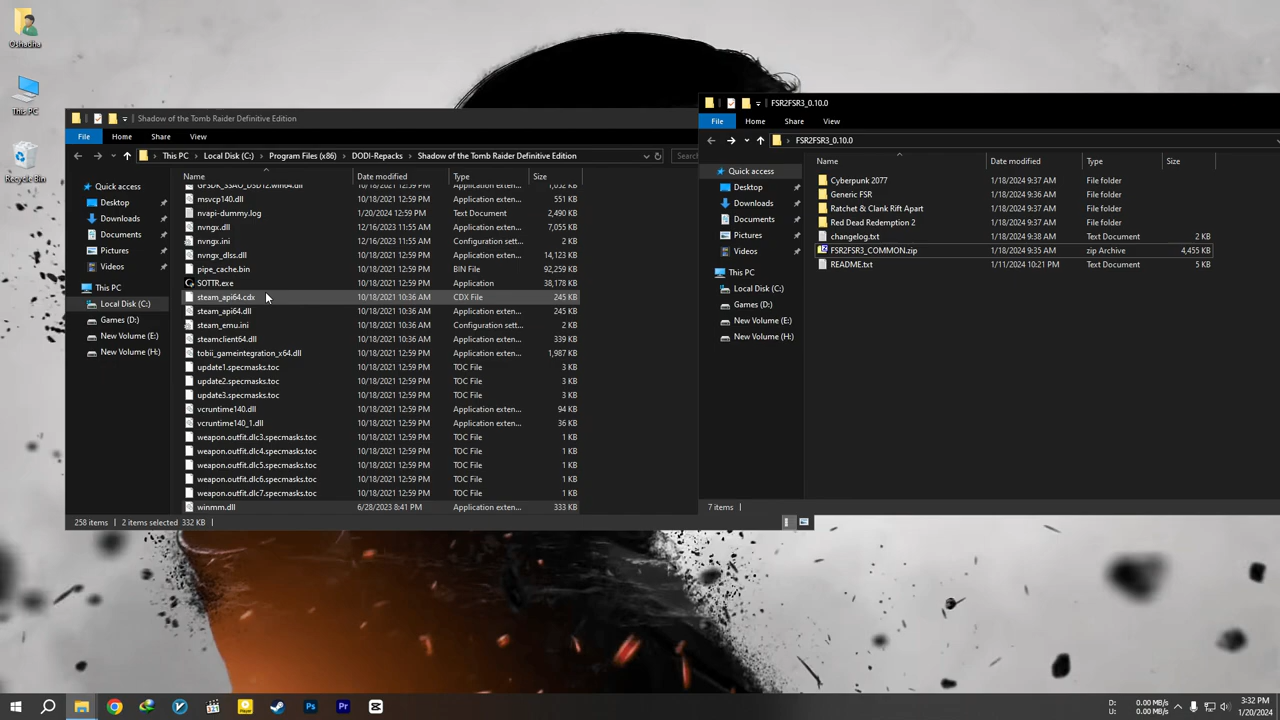 Oshadha
This PC
Recycle Bin
Shadow of the Tomb Raider Definitive Edition
File Home Share View
This PC Local Disk (C:) Program Files (x86) DODI-Repacks Shadow of the Tomb Raider Definitive Edition Searc
Quick access
Desktop
Downloads
Documents
Pictures
Videos
This PC
Local Disk (C:)
Games (D:)
New Volume (E:)
New Volume (H:)
Name Date modified Type Size
GFSDK_SSAO_D3D12.win64.dll 10/18/2021 12:59 PM Application exten... 1,032 KB
msvcp140.dll 10/18/2021 12:59 PM Application exten... 551 KB
nvapi-dummy.log 1/20/2024 12:59 PM Text Document 2,490 KB
nvngx.dll 12/16/2023 11:55 AM Application exten... 7,055 KB
nvngx.ini 12/16/2023 11:55 AM Configuration sett... 2 KB
nvngx_dlss.dll 10/18/2021 12:59 PM Application exten... 14,123 KB
pipe_cache.bin 10/18/2021 12:59 PM BIN File 92,259 KB
SOTTR.exe 10/18/2021 12:59 PM Application 38,178 KB
steam_api64.cdx 10/18/2021 10:36 AM CDX File 245 KB
steam_api64.dll 10/18/2021 10:36 AM Application exten... 245 KB
steam_emu.ini 10/18/2021 10:36 AM Configuration sett... 2 KB
steamclient64.dll 10/18/2021 10:36 AM Application exten... 339 KB
tobii_gameintegration_x64.dll 10/18/2021 12:59 PM Application exten... 1,987 KB
update1.specmasks.toc 10/18/2021 12:59 PM TOC File 3 KB
update2.specmasks.toc 10/18/2021 12:59 PM TOC File 3 KB
update3.specmasks.toc 10/18/2021 12:59 PM TOC File 3 KB
vcruntime140.dll 10/18/2021 12:59 PM Application exten... 94 KB
vcruntime140_1.dll 10/18/2021 12:59 PM Application exten... 36 KB
weapon.outfit.dlc3.specmasks.toc 10/18/2021 12:59 PM TOC File 1 KB
weapon.outfit.dlc4.specmasks.toc 10/18/2021 12:59 PM TOC File 1 KB
weapon.outfit.dlc5.specmasks.toc 10/18/2021 12:59 PM TOC File 1 KB
weapon.outfit.dlc6.specmasks.toc 10/18/2021 12:59 PM TOC File 1 KB
weapon.outfit.dlc7.specmasks.toc 10/18/2021 12:59 PM TOC File 1 KB
winmm.dll 6/28/2023 8:41 PM Application exten... 333 KB
258 items 2 items selected 332 KB
FSR2FSR3_0.10.0
File Home Share View
FSR2FSR3_0.10.0
Quick access
Desktop
Downloads
Documents
Pictures
Videos
This PC
Local Disk (C:)
Games (D:)
New Volume (E:)
New Volume (H:)
Name Date modified Type Size
Cyberpunk 2077 1/18/2024 9:37 AM File folder
Generic FSR 1/18/2024 9:37 AM File folder
Ratchet & Clank Rift Apart 1/18/2024 9:37 AM File folder
Red Dead Redemption 2 1/18/2024 9:37 AM File folder
changelog.txt 1/18/2024 9:38 AM Text Document 2 KB
FSR2FSR3_COMMON.zip 1/18/2024 9:35 AM zip Archive 4,455 KB
README.txt 1/11/2024 10:21 PM Text Document 5 KB
7 items
D: 0.00 MB/s
U: 0.00 MB/s
3:32 PM
1/20/2024